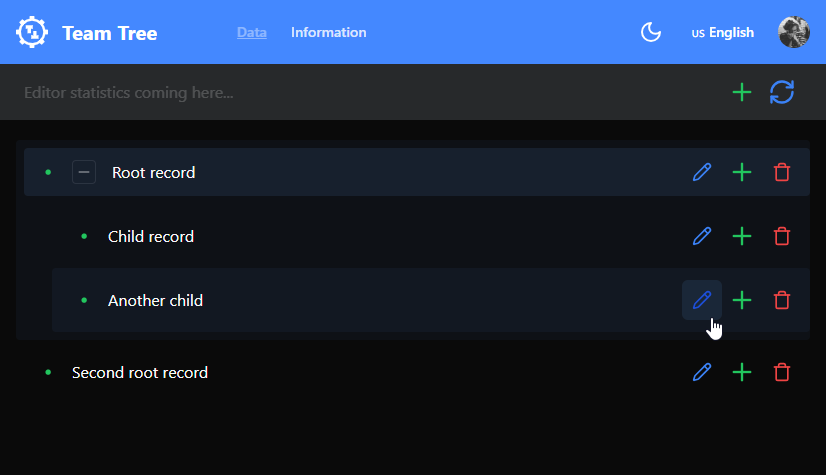 Team Tree
Data
Information
us English
Editor statistics coming here...
Root record
Child record
Another child
Second root record